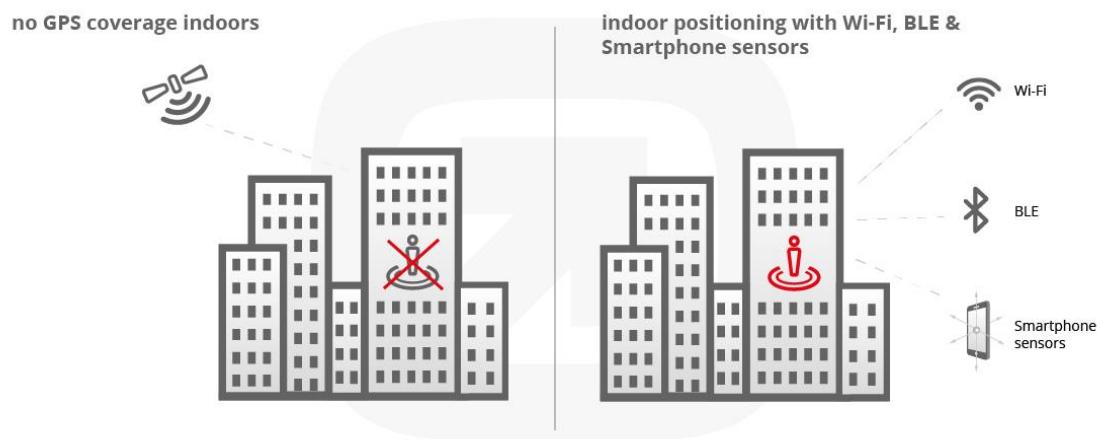 no GPS coverage indoors
indoor positioning with Wi-Fi, BLE &
Smartphone sensors
Wi-Fi
BLE
Smartphone
sensors